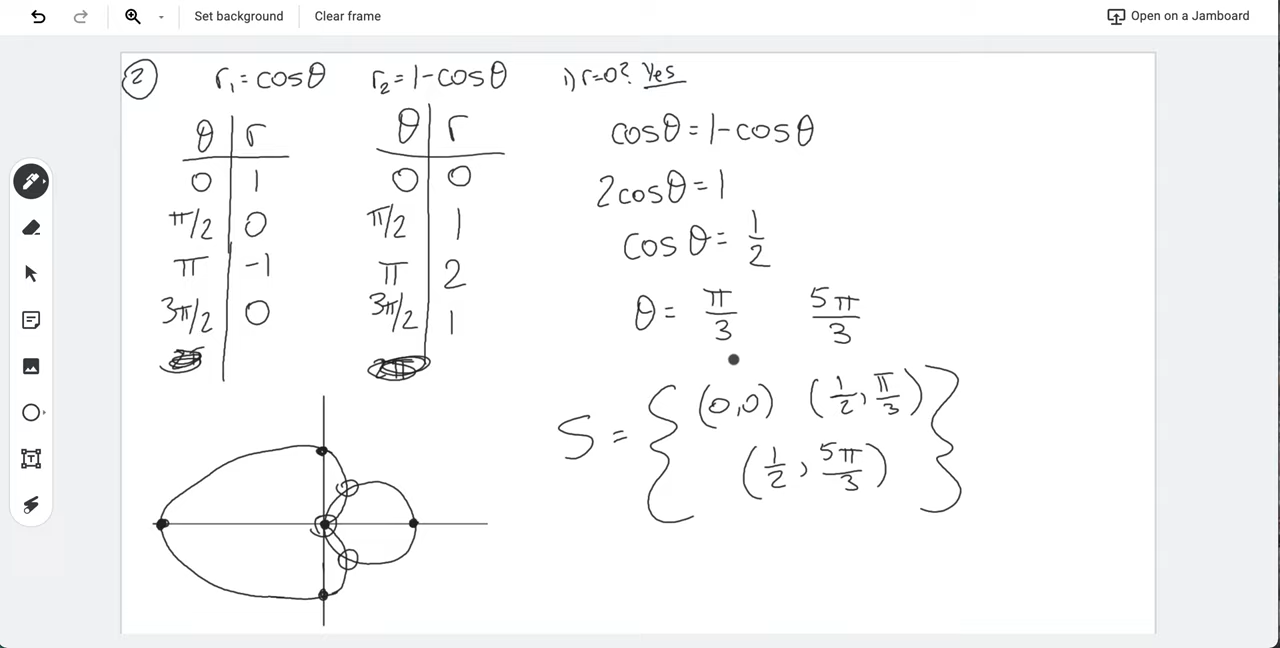 Set background
Clear frame
Open on a Jamboard
② r₁=cosθ r₂=1-cosθ 1) r=0? Yes
θ | r θ | r
cosθ=1-cosθ
0 | 1 0 | 0
2cosθ=1
π/2 | 0 π/2 | 1
cosθ=1/2
π | -1 π | 2
3π/2 | 0 3π/2 | 1
θ= π/3 5π/3
S = { (0,0) (1/2, π/3)
(1/2, 5π/3) }